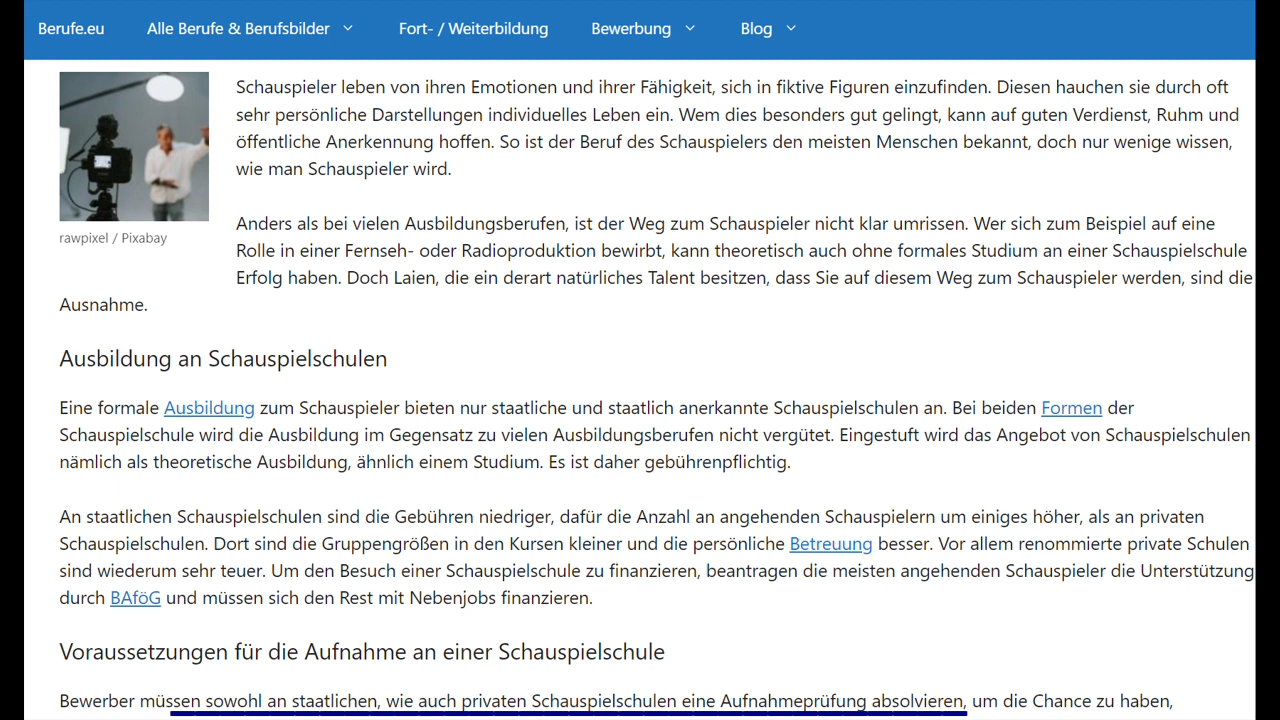 Berufe.eu Alle Berufe & Berufsbilder Fort- / Weiterbildung Bewerbung Blog
Schauspieler leben von ihren Emotionen und ihrer Fähigkeit, sich in fiktive Figuren einzufinden. Diesen hauchen sie durch oft
sehr persönliche Darstellungen individuelles Leben ein. Wem dies besonders gut gelingt, kann auf guten Verdienst, Ruhm und
öffentliche Anerkennung hoffen. So ist der Beruf des Schauspielers den meisten Menschen bekannt, doch nur wenige wissen,
wie man Schauspieler wird.
rawpixel / Pixabay
Anders als bei vielen Ausbildungsberufen, ist der Weg zum Schauspieler nicht klar umrissen. Wer sich zum Beispiel auf eine
Rolle in einer Fernseh- oder Radioproduktion bewirbt, kann theoretisch auch ohne formales Studium an einer Schauspielschule
Erfolg haben. Doch Laien, die ein derart natürliches Talent besitzen, dass Sie auf diesem Weg zum Schauspieler werden, sind die
Ausnahme.
Ausbildung an Schauspielschulen
Eine formale Ausbildung zum Schauspieler bieten nur staatliche und staatlich anerkannte Schauspielschulen an. Bei beiden Formen der
Schauspielschule wird die Ausbildung im Gegensatz zu vielen Ausbildungsberufen nicht vergütet. Eingestuft wird das Angebot von Schauspielschulen
nämlich als theoretische Ausbildung, ähnlich einem Studium. Es ist daher gebührenpflichtig.
An staatlichen Schauspielschulen sind die Gebühren niedriger, dafür die Anzahl an angehenden Schauspielern um einiges höher, als an privaten
Schauspielschulen. Dort sind die Gruppengrößen in den Kursen kleiner und die persönliche Betreuung besser. Vor allem renommierte private Schulen
sind wiederum sehr teuer. Um den Besuch einer Schauspielschule zu finanzieren, beantragen die meisten angehenden Schauspieler die Unterstützung
durch BAföG und müssen sich den Rest mit Nebenjobs finanzieren.
Voraussetzungen für die Aufnahme an einer Schauspielschule
Bewerber müssen sowohl an staatlichen, wie auch privaten Schauspielschulen eine Aufnahmeprüfung absolvieren, um die Chance zu haben,